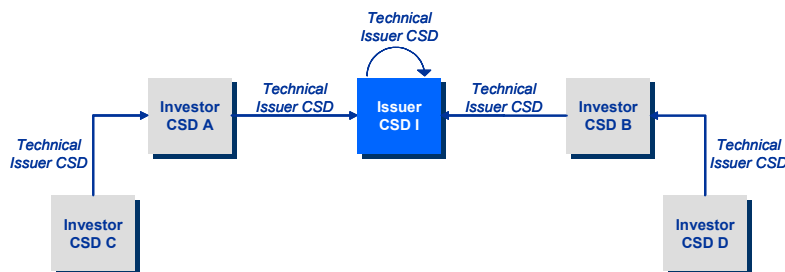 Technical
Issuer CSD
Investor
CSD A
Technical
Issuer CSD
Issuer
CSD I
Technical
Issuer CSD
Investor
CSD B
Technical
Issuer CSD
Technical
Issuer CSD
Investor
CSD C
Investor
CSD D